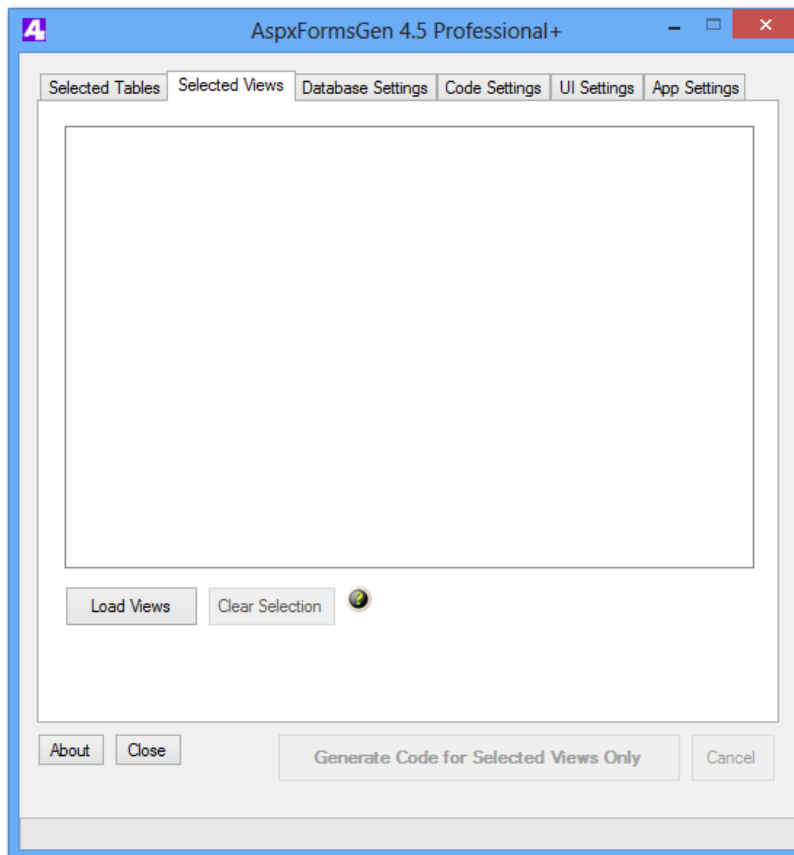 4 AspxFormsGen 4.5 Professional+
Selected Tables Selected Views Database Settings Code Settings UI Settings App Settings
Load Views Clear Selection ?
About Close Generate Code for Selected Views Only Cancel